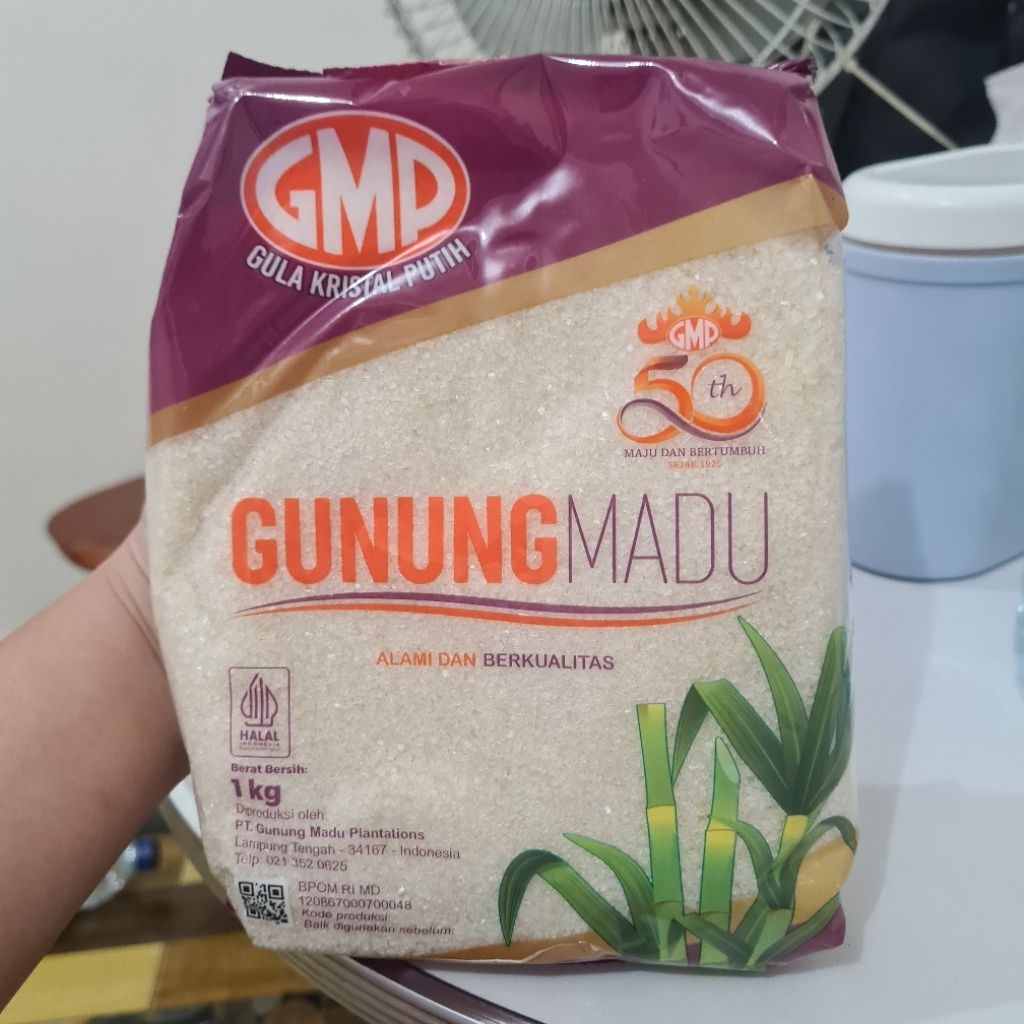 GMP
GULA KRISTAL PUTIH
GMP
50th
MAJU DAN BERTUMBUH
SEJAK 1975
GUNUNGMADU
ALAMI DAN BERKUALITAS
HALAL
INDONESIA
Berat Bersih:
1 kg
Diproduksi oleh:
PT. Gunung Madu Plantations
Lampung Tengah - 34167 - Indonesia
Telp: 021 352 0625
BPOM RI MD
120867000700048
Kode produksi:
Baik digunakan sebelum: